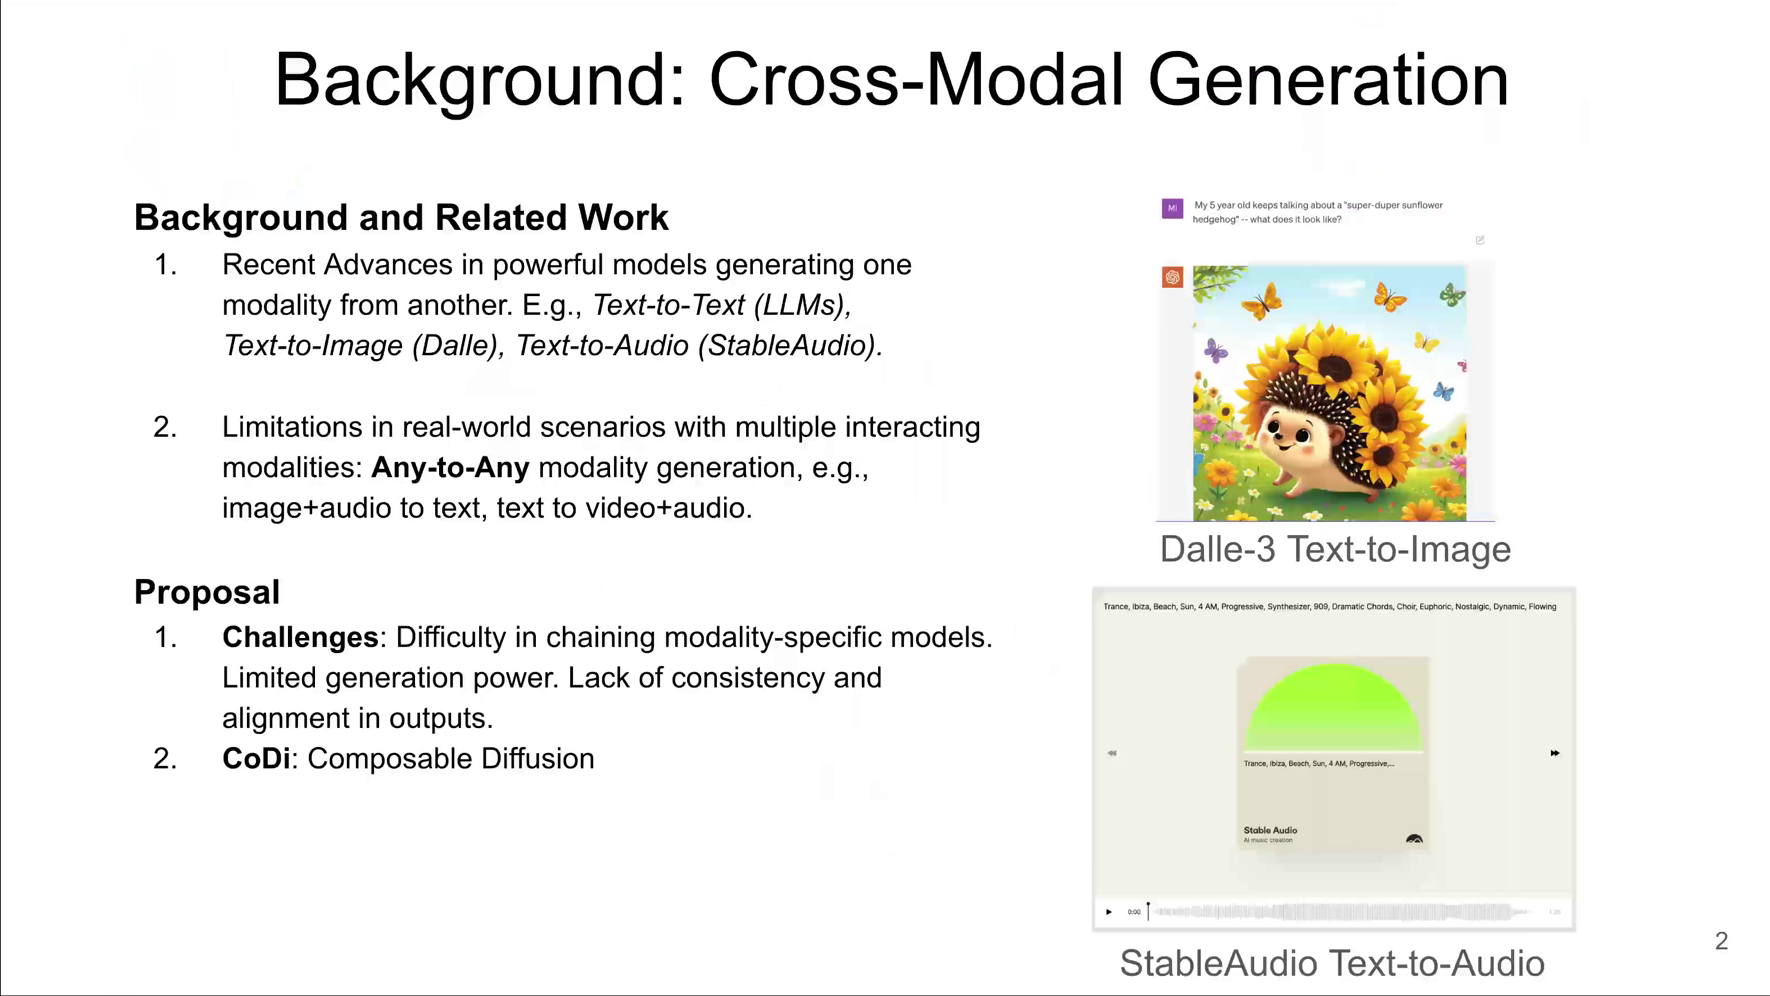 Background: Cross-Modal Generation
Background and Related Work
1. Recent Advances in powerful models generating one
modality from another. E.g., Text-to-Text (LLMs),
Text-to-Image (Dalle), Text-to-Audio (StableAudio).
2. Limitations in real-world scenarios with multiple interacting
modalities: Any-to-Any modality generation, e.g.,
image+audio to text, text to video+audio.
Proposal
1. Challenges: Difficulty in chaining modality-specific models.
Limited generation power. Lack of consistency and
alignment in outputs.
2. CoDi: Composable Diffusion
MI
My 5 year old keeps talking about a "super-duper sunflower
hedgehog" -- what does it look like?
Dalle-3 Text-to-Image
Trance, Ibiza, Beach, Sun, 4 AM, Progressive, Synthesizer, 909, Dramatic Chords, Choir, Euphoric, Nostalgic, Dynamic, Flowing
Trance, Ibiza, Beach, Sun, 4 AM, Progressive,...
Stable Audio
AI music creation
0:00
StableAudio Text-to-Audio
2